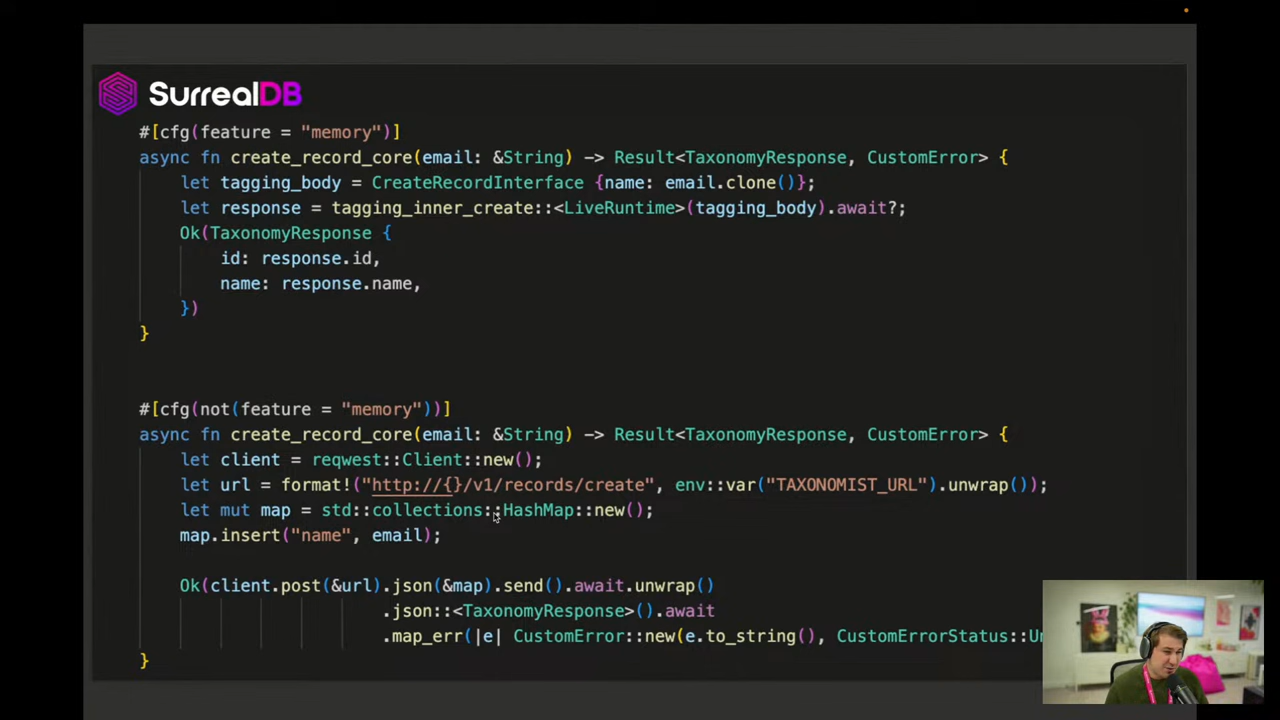 SurrealDB
#[cfg(feature = "memory")]
async fn create_record_core(email: &String) -> Result<TaxonomyResponse, CustomError> {
let tagging_body = CreateRecordInterface {name: email.clone()};
let response = tagging_inner_create::<LiveRuntime>(tagging_body).await?;
Ok(TaxonomyResponse {
id: response.id,
name: response.name,
})
}
#[cfg(not(feature = "memory"))]
async fn create_record_core(email: &String) -> Result<TaxonomyResponse, CustomError> {
let client = reqwest::Client::new();
let url = format!("http://{}/v1/records/create", env::var("TAXONOMIST_URL").unwrap());
let mut map = std::collections::HashMap::new();
map.insert("name", email);
Ok(client.post(&url).json(&map).send().await.unwrap()
.json::<TaxonomyResponse>().await
.map_err(|e| CustomError::new(e.to_string(), CustomErrorStatus::Un
}